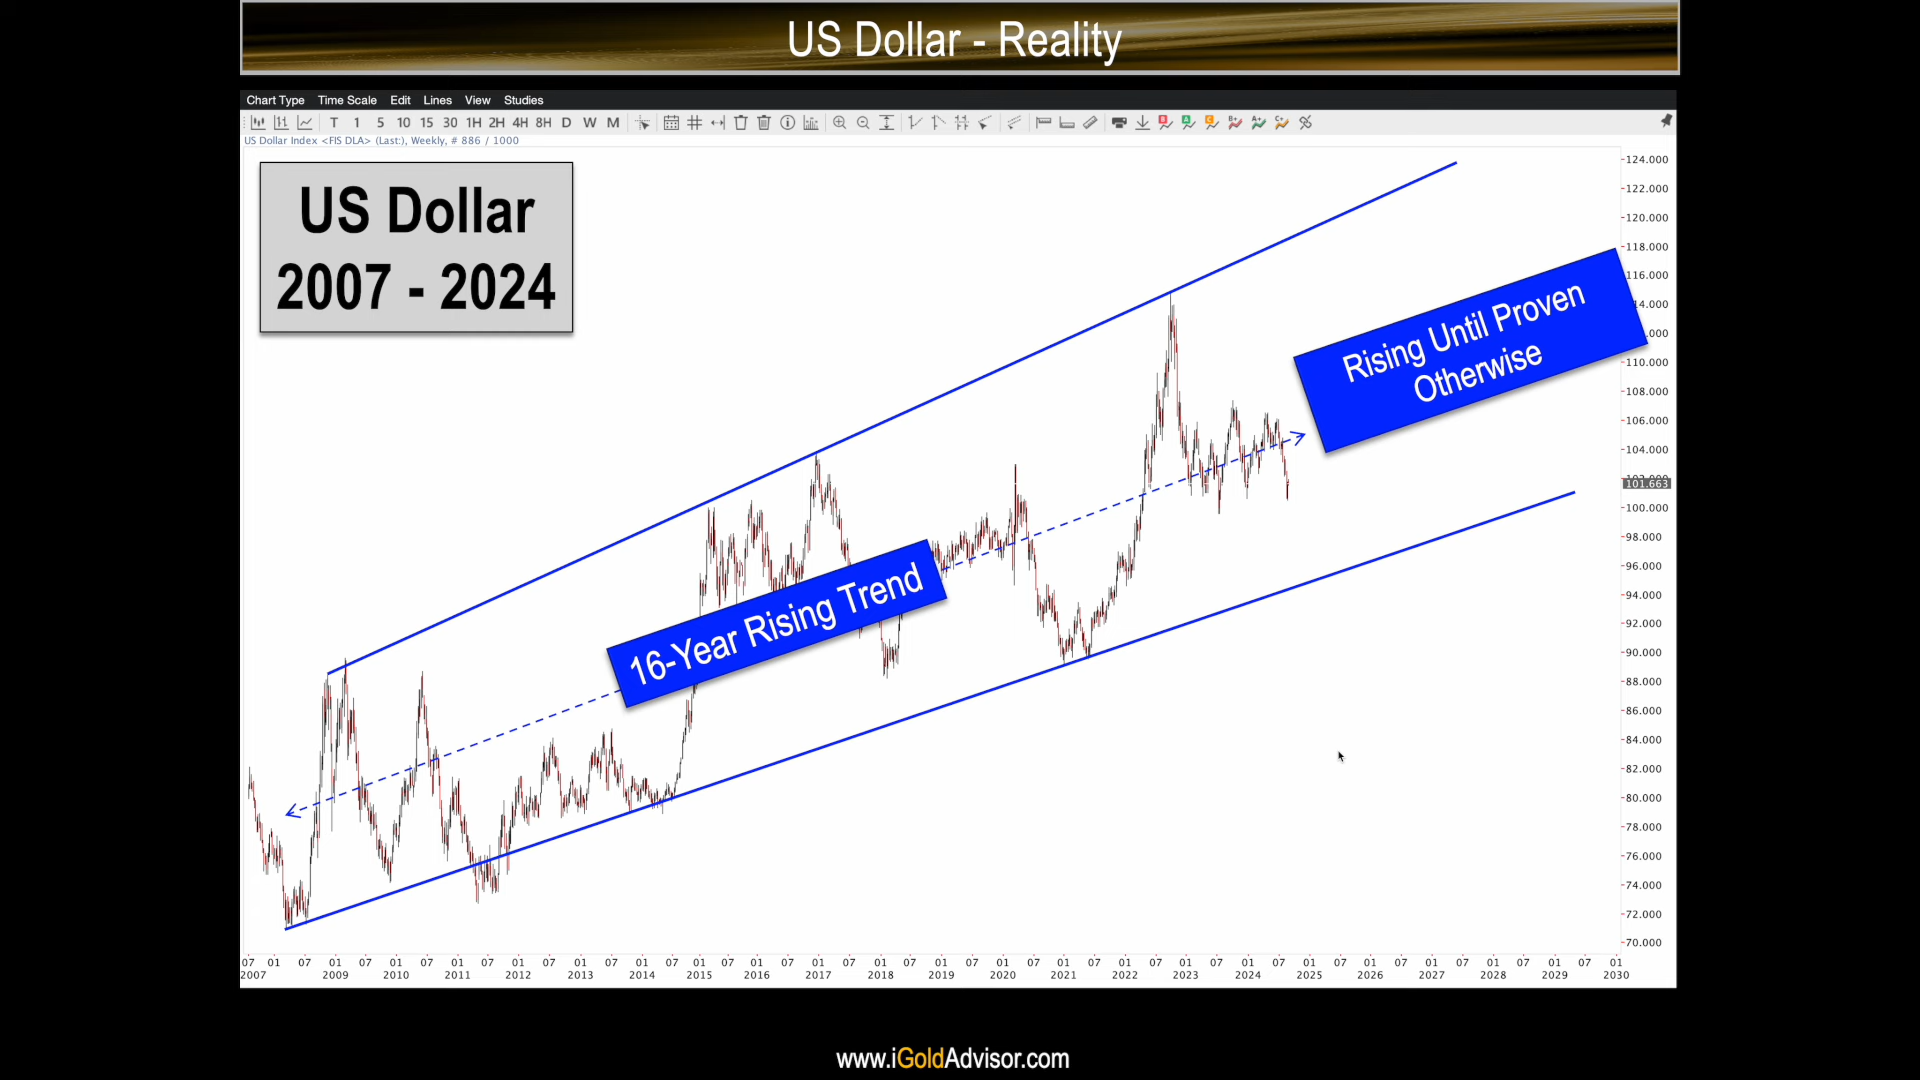 US Dollar - Reality
Chart Type Time Scale Edit Lines View Studies
T 1 5 10 15 30 1H 2H 4H 8H D W M
US Dollar Index <FIS DLA> (Last:), Weekly, # 886 / 1000
US Dollar
2007 - 2024
124.000
122.000
120.000
118.000
116.000
Rising Until Proven
Otherwise
110.000
108.000
106.000
104.000
101.663
100.000
98.000
96.000
94.000
92.000
90.000
88.000
86.000
84.000
82.000
80.000
78.000
76.000
74.000
72.000
70.000
16-Year Rising Trend
07 01 07 01 07 01 07 01 07 01 07 01 07 01 07 01 07 01 07 01 07 01 07 01 07 01 07 01 07 01 07 01 07 01 07 01 07 01 07 01 07 01 07 01 07 01
2007 2009 2010 2011 2012 2013 2014 2015 2016 2017 2018 2019 2020 2021 2022 2023 2024 2025 2026 2027 2028 2029 2030
www.iGoldAdvisor.com